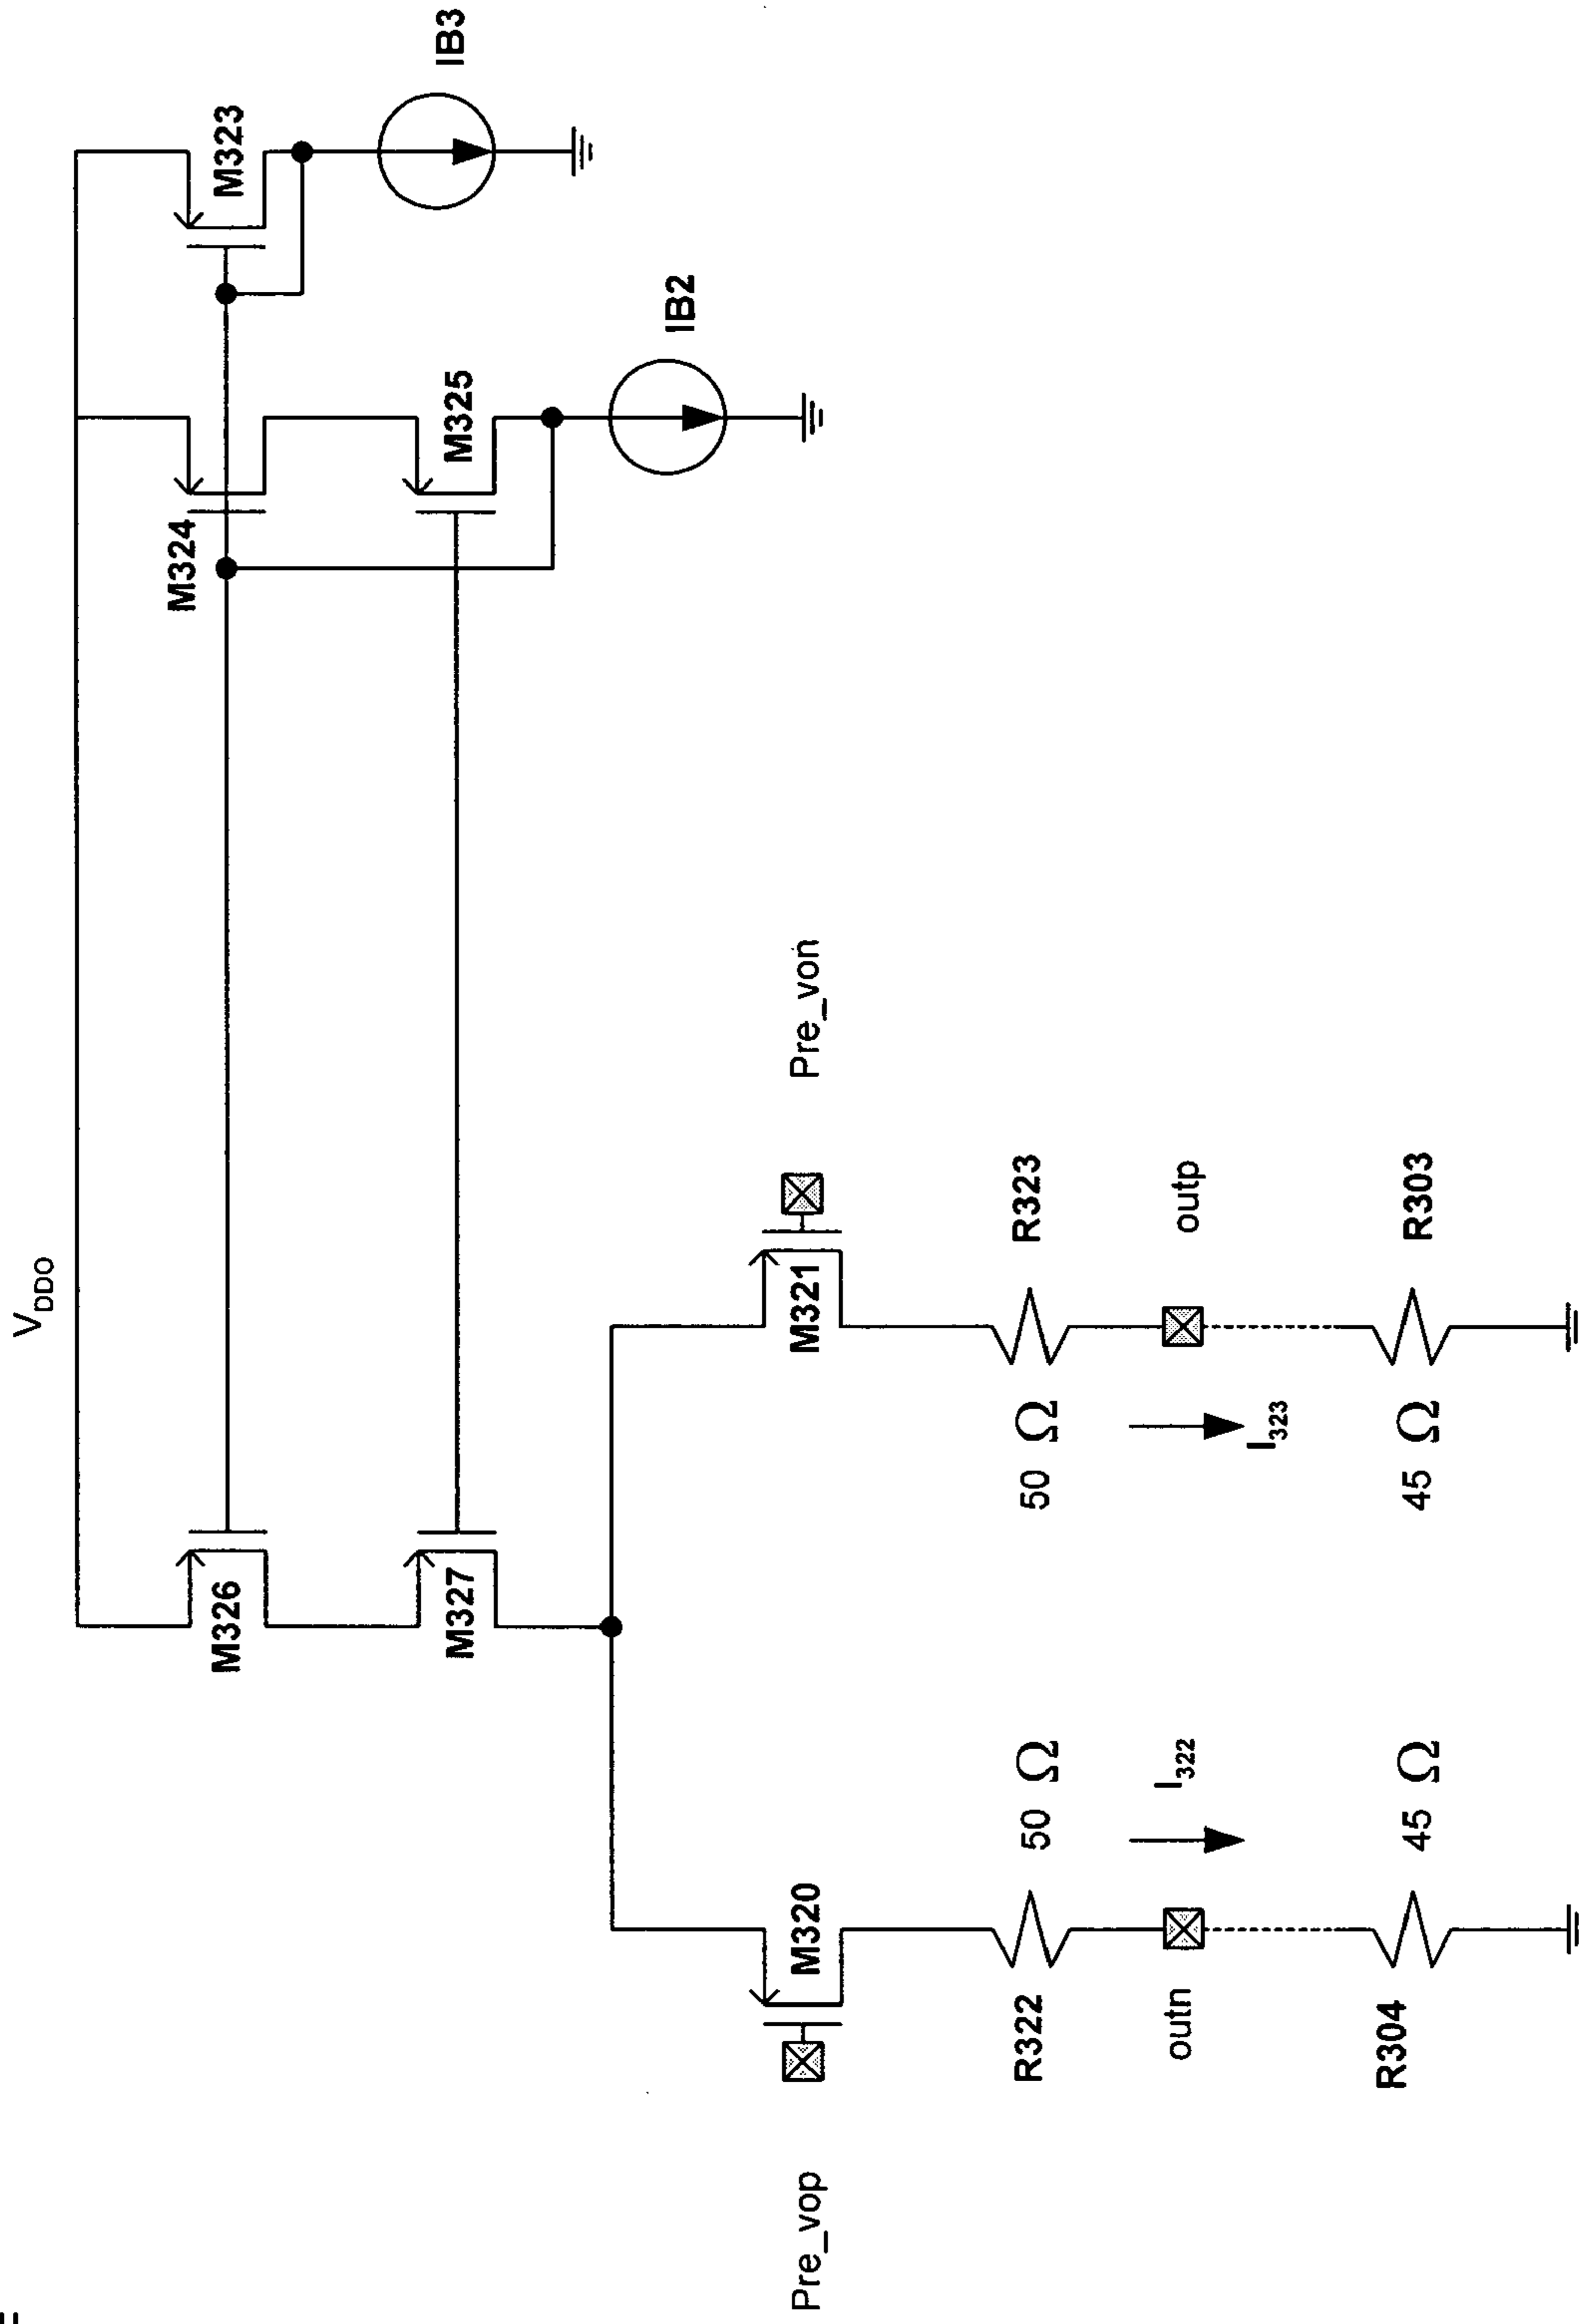 V_DDO
M323
IB3
M324
M325
IB2
M326
M327
Pre_vop
M320
M321
Pre_von
R322
50 Ω
50 Ω
R323
outn
I_322
I_323
outp
R304
45 Ω
45 Ω
R303